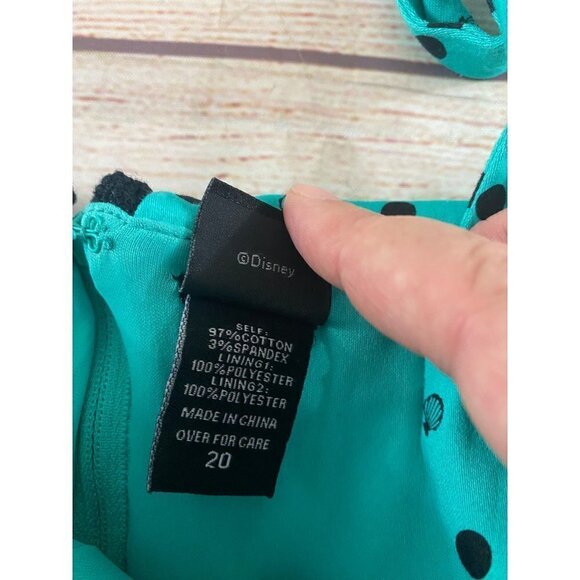 ©Disney
SELF:
97%COTTON
3%SPANDEX
LINING1:
100%POLYESTER
LINING2:
100%POLYESTER
MADE IN CHINA
OVER FOR CARE
20